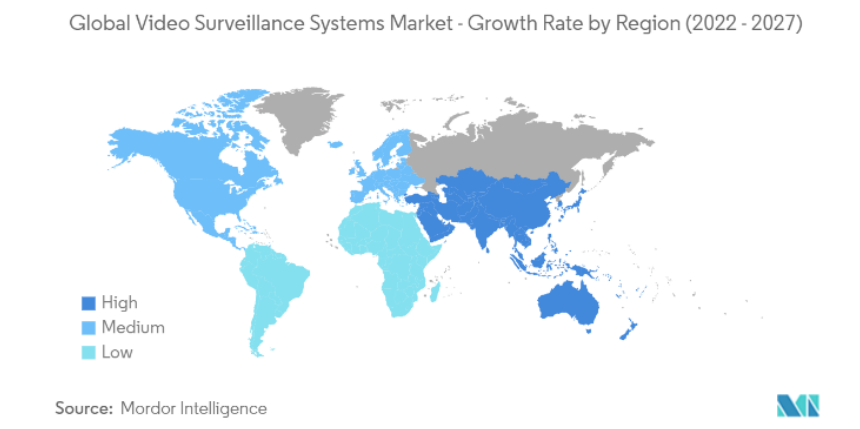 Global Video Surveillance Systems Market - Growth Rate by Region (2022 - 2027)
High
Medium
Low
Source: Mordor Intelligence